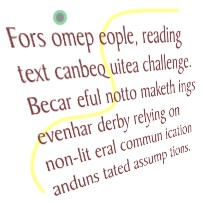 Fors omep eople, reading
text canbeq uitea challenge.
Becar eful notto maketh ings
evenhar derby relying on
non-lit eral commun ication
anduns tated assump tions.